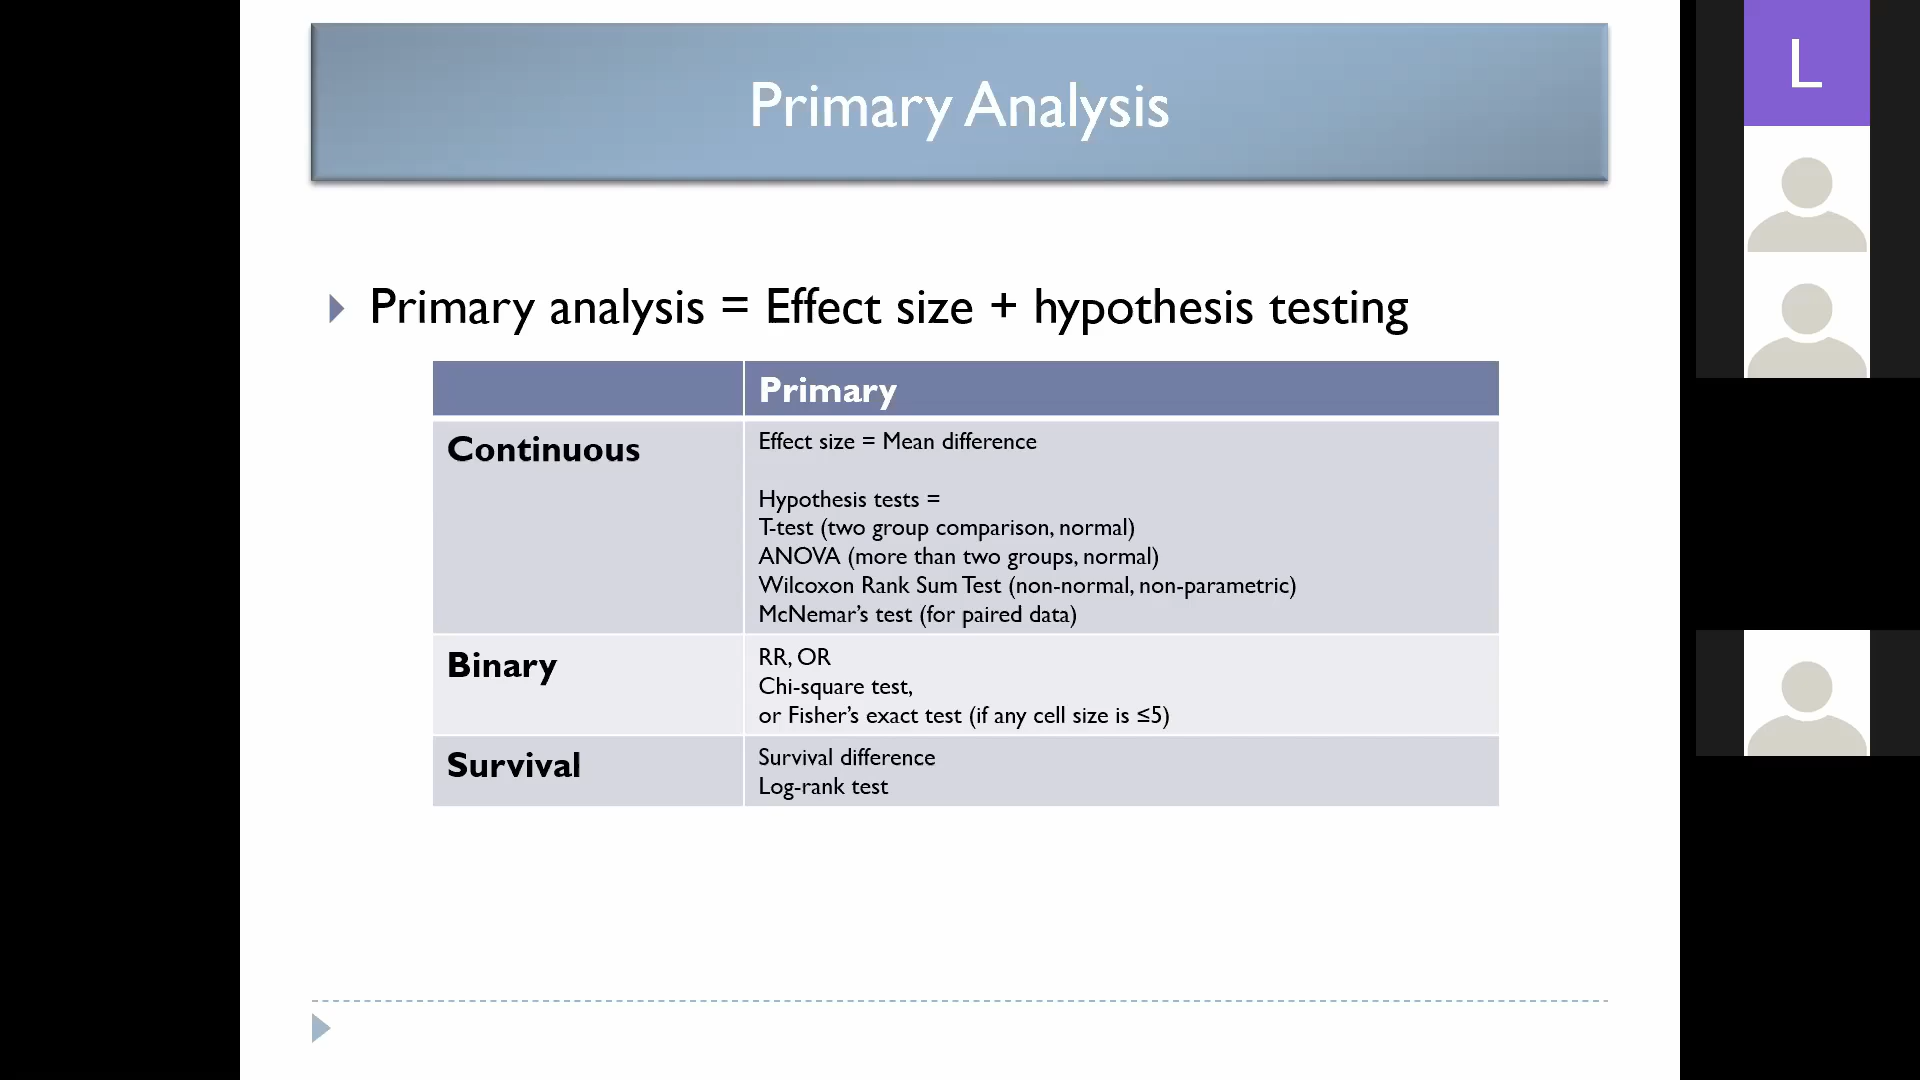 Primary Analysis
L
Primary analysis = Effect size + hypothesis testing
Primary
Continuous
Effect size = Mean difference
Hypothesis tests =
T-test (two group comparison, normal)
ANOVA (more than two groups, normal)
Wilcoxon Rank Sum Test (non-normal, non-parametric)
McNemar’s test (for paired data)
Binary
RR, OR
Chi-square test,
or Fisher’s exact test (if any cell size is ≤5)
Survival
Survival difference
Log-rank test